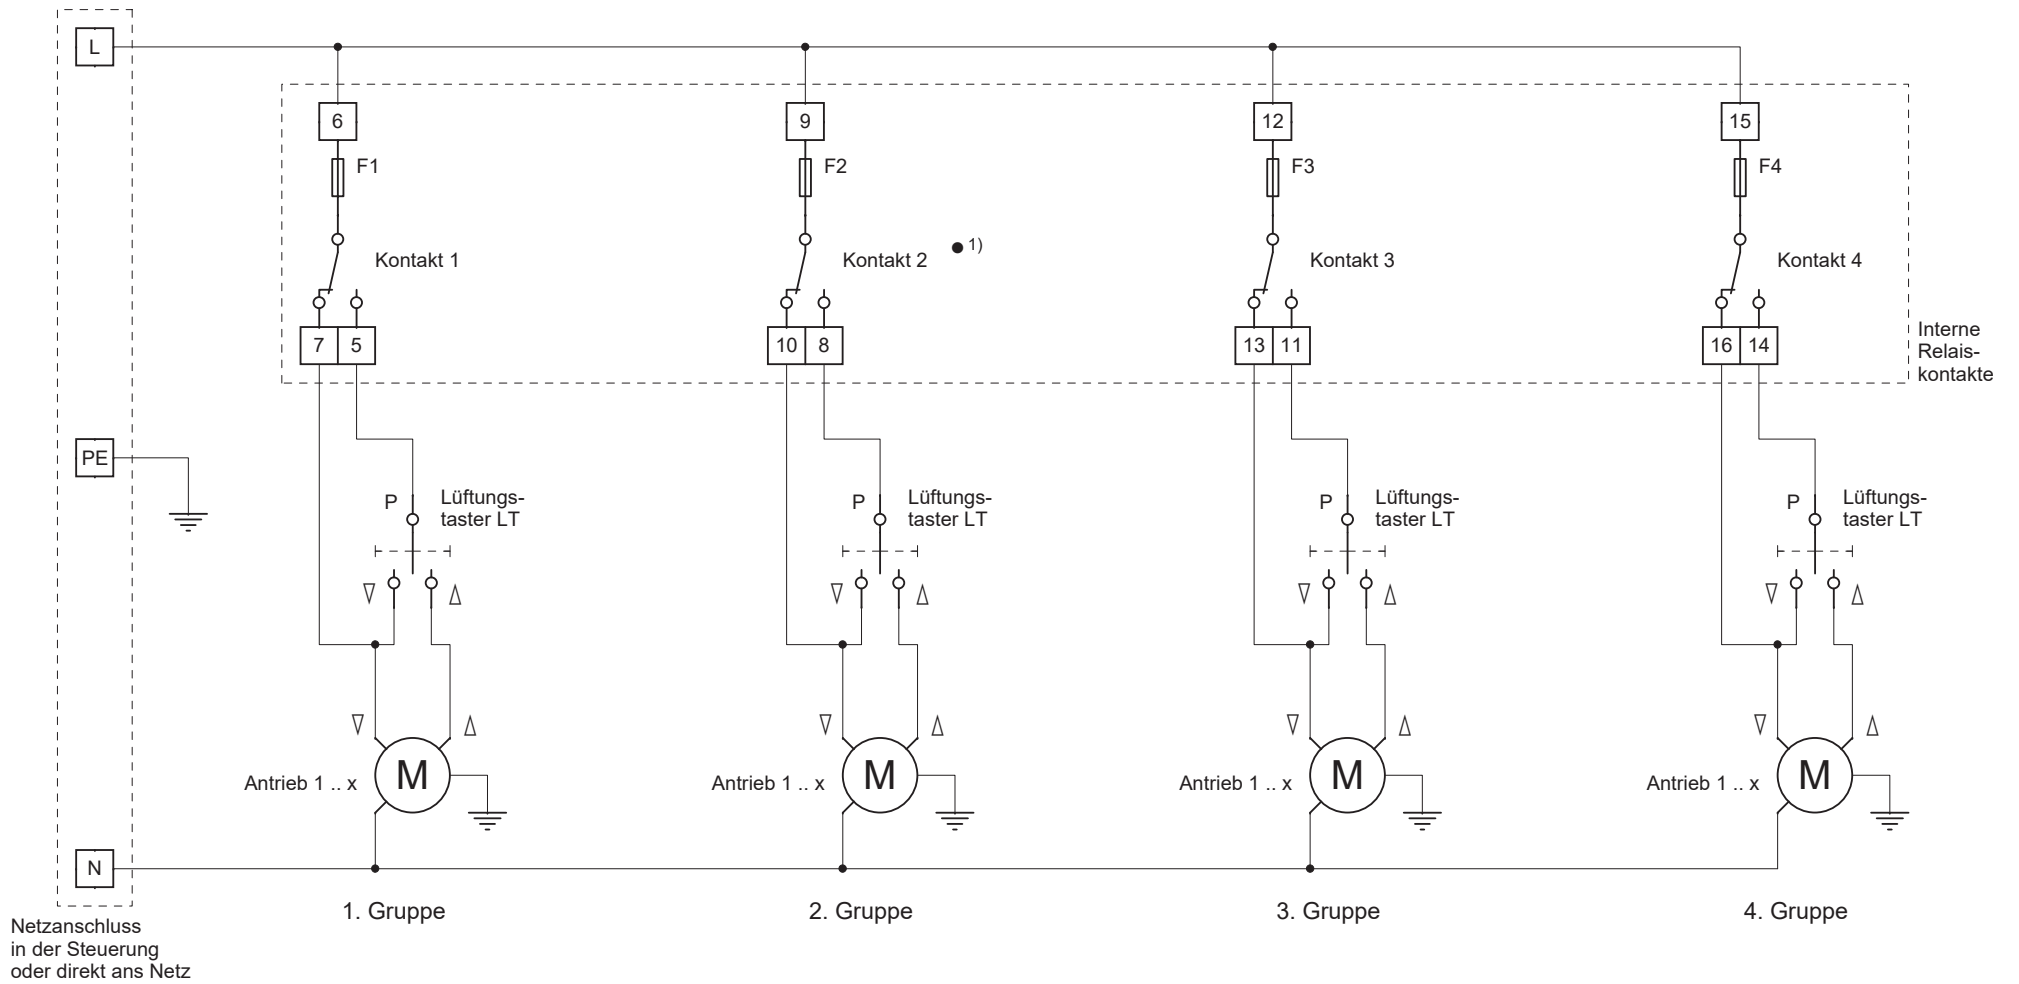 L
6
9
12
15
F1
F2
F3
F4
Kontakt 1
Kontakt 2
● 1)
Kontakt 3
Kontakt 4
7 5
10 8
13 11
16 14
Interne
Relais-
kontakte
PE
P
Lüftungs-
taster LT
P
Lüftungs-
taster LT
P
Lüftungs-
taster LT
P
Lüftungs-
taster LT
Antrieb 1 .. x
M
Antrieb 1 .. x
M
Antrieb 1 .. x
M
Antrieb 1 .. x
M
N
1. Gruppe
2. Gruppe
3. Gruppe
4. Gruppe
Netzanschluss
in der Steuerung
oder direkt ans Netz